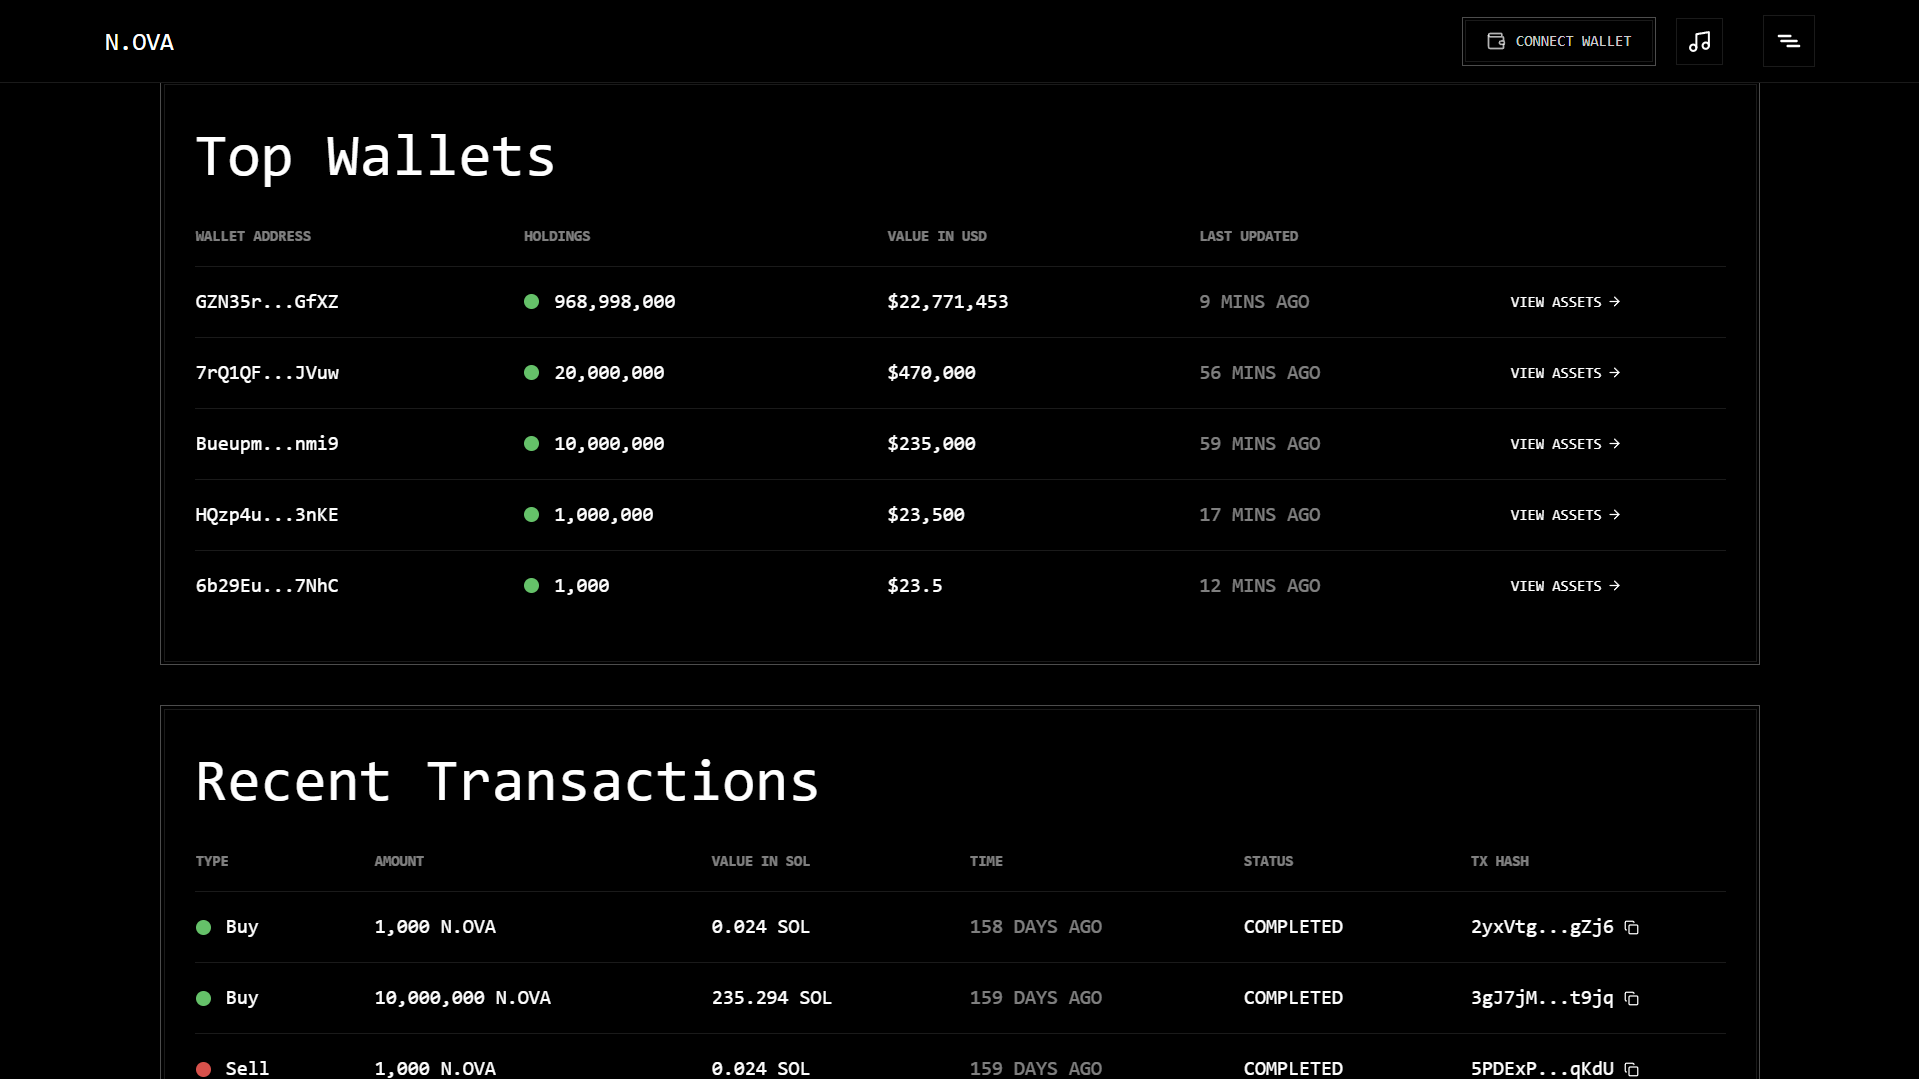 N.OVA
CONNECT WALLET
Top Wallets
WALLET ADDRESS HOLDINGS VALUE IN USD LAST UPDATED
GZN35r...GfXZ 968,998,000 $22,771,453 9 MINS AGO VIEW ASSETS →
7rQ1QF...JVuw 20,000,000 $470,000 56 MINS AGO VIEW ASSETS →
Bueupm...nmi9 10,000,000 $235,000 59 MINS AGO VIEW ASSETS →
HQzp4u...3nKE 1,000,000 $23,500 17 MINS AGO VIEW ASSETS →
6b29Eu...7NhC 1,000 $23.5 12 MINS AGO VIEW ASSETS →
Recent Transactions
TYPE AMOUNT VALUE IN SOL TIME STATUS TX HASH
Buy 1,000 N.OVA 0.024 SOL 158 DAYS AGO COMPLETED 2yxVtg...gZj6
Buy 10,000,000 N.OVA 235.294 SOL 159 DAYS AGO COMPLETED 3gJ7jM...t9jq
Sell 1,000 N.OVA 0.024 SOL 159 DAYS AGO COMPLETED 5PDExP...qKdU